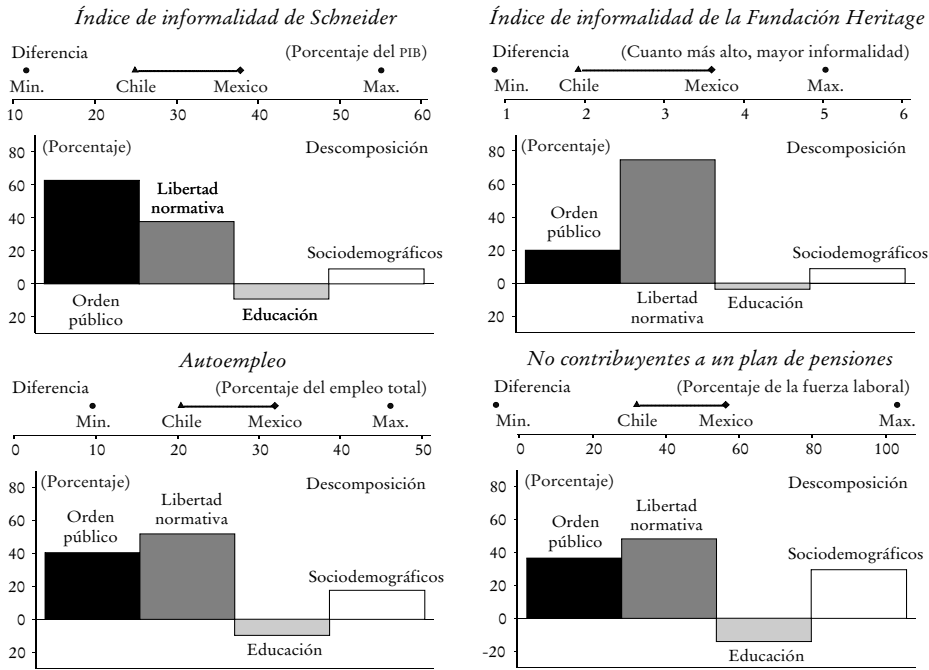 Índice de informalidad de Schneider
Diferencia (Porcentaje del PIB)
Min. Chile Mexico Max.
10 20 30 40 50 60
80 (Porcentaje) Descomposición
60
Libertad
normativa
40
20
Sociodemográficos
0
Orden
público
Educación
20
Índice de informalidad de la Fundación Heritage
Diferencia (Cuanto más alto, mayor informalidad)
Min. Chile Mexico Max.
1 2 3 4 5 6
80 (Porcentaje) Descomposición
60
40
Orden
público
20
Sociodemográficos
0
Libertad
normativa
Educación
20
Autoempleo
Diferencia (Porcentaje del empleo total)
Min. Chile Mexico Max.
0 10 20 30 40 50
80 (Porcentaje) Descomposición
Libertad
normativa
60
Orden
público
40
Sociodemográficos
20
0
Educación
20
No contribuyentes a un plan de pensiones
Diferencia (Porcentaje de la fuerza laboral)
Min. Chile Mexico Max.
0 20 40 60 80 100
80 (Porcentaje) Descomposición
Libertad
normativa
60
Orden
público
40
Sociodemográficos
20
0
-20
Educación